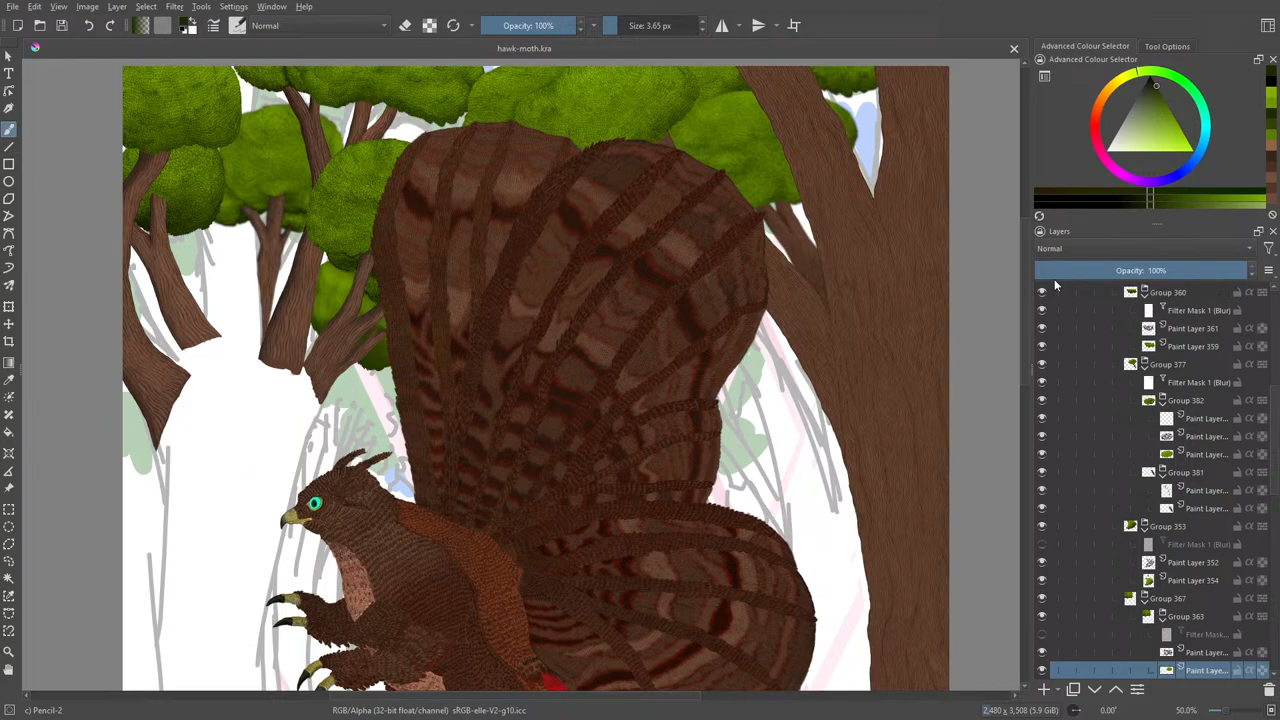 File Edit View Image Layer Select Filter Tools Settings Window Help
Normal Opacity: 100% Size: 3.65 px
hawk-moth.kra
Advanced Colour Selector Tool Options
Advanced Colour Selector
Layers
Normal
Opacity: 100%
Group 360
Filter Mask 1 (Blur)
Paint Layer 361
Paint Layer 359
Group 377
Filter Mask 1 (Blur)
Group 382
Paint Layer...
Paint Layer...
Paint Layer...
Group 381
Paint Layer...
Paint Layer...
Group 353
Filter Mask 1 (Blur)
Paint Layer 352
Paint Layer 354
Group 367
Group 363
Filter Mask...
Paint Layer...
Paint Laye...
c) Pencil-2 RGB/Alpha (32-bit float/channel) sRGB-elle-V2-g10.icc 2,480 x 3,508 (5.9 GiB) 0.00° 50.0%